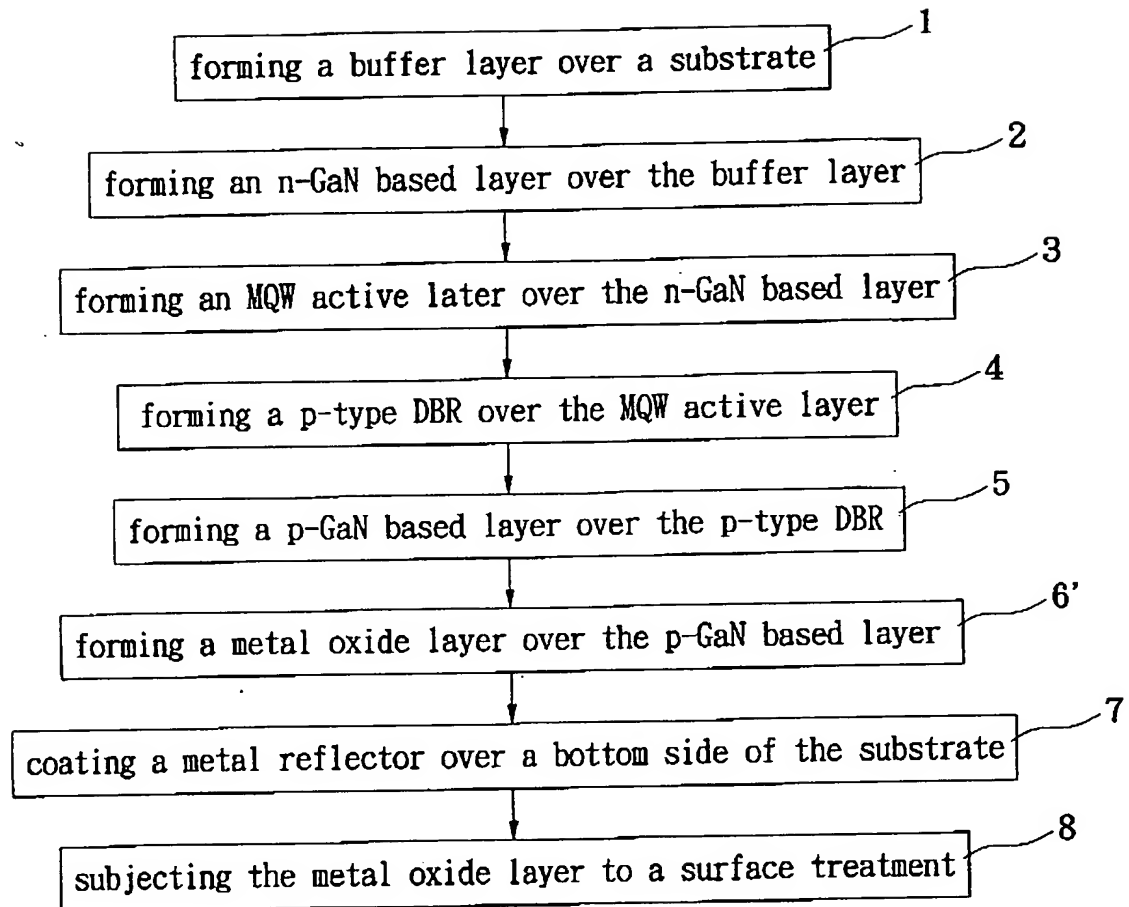 forming a buffer layer over a substrate 1
forming an n-GaN based layer over the buffer layer 2
forming an MQW active later over the n-GaN based layer 3
forming a p-type DBR over the MQW active layer 4
forming a p-GaN based layer over the p-type DBR 5
forming a metal oxide layer over the p-GaN based layer 6'
coating a metal reflector over a bottom side of the substrate 7
subjecting the metal oxide layer to a surface treatment 8